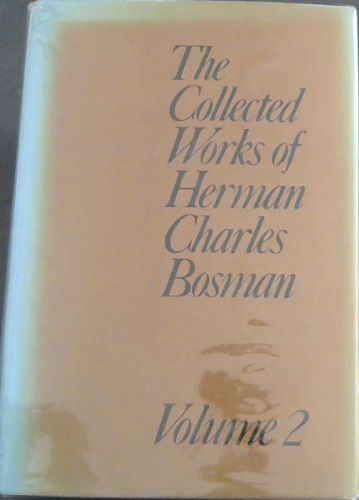 The
Collected
Works of
Herman
Charles
Bosman
Volume 2